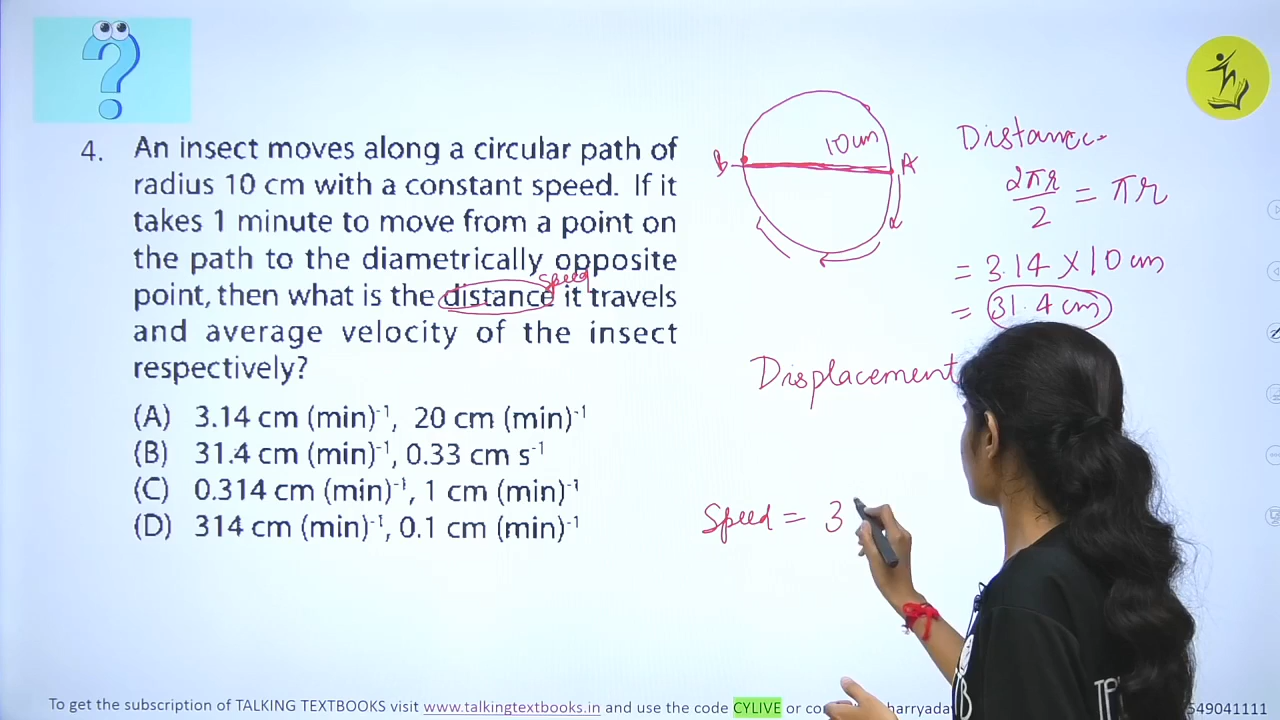 4. An insect moves along a circular path of
radius 10 cm with a constant speed. If it
takes 1 minute to move from a point on
the path to the diametrically opposite
speed
point, then what is the distance it travels
and average velocity of the insect
respectively?
(A) 3.14 cm (min)⁻¹, 20 cm (min)⁻¹
(B) 31.4 cm (min)⁻¹, 0.33 cm s⁻¹
(C) 0.314 cm (min)⁻¹, 1 cm (min)⁻¹
(D) 314 cm (min)⁻¹, 0.1 cm (min)⁻¹
10 cm
B
A
Distance
2πr/2 = πr
= 3.14 × 10 cm
= 31.4 cm
Displacement
Speed = 3
To get the subscription of TALKING TEXTBOOKS visit www.talkingtextbooks.in and use the code CYLIVE or 549041111